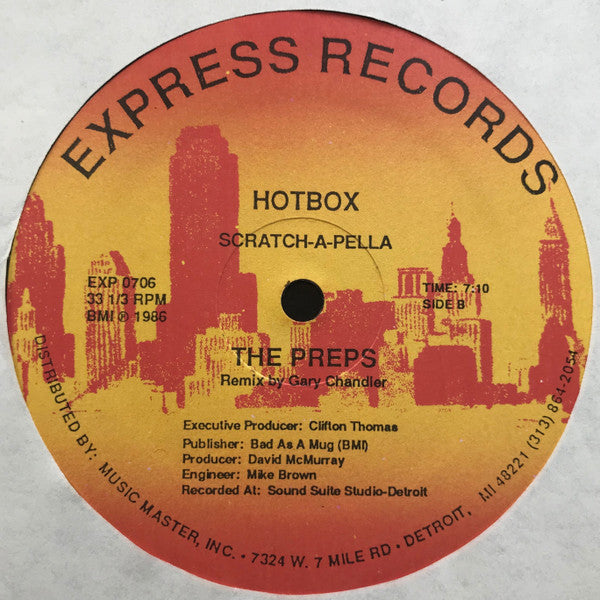 EXPRESS RECORDS
HOTBOX
SCRATCH-A-PELLA
EXP 0706
33 1/3 RPM
BMI ℗ 1986
TIME: 7:10
SIDE B
THE PREPS
Remix by Gary Chandler
Executive Producer: Clifton Thomas
Publisher: Bad As A Mug (BMI)
Producer: David McMurray
Engineer: Mike Brown
Recorded At: Sound Suite Studio-Detroit
DISTRIBUTED BY: MUSIC MASTER, INC. • 7324 W. 7 MILE RD • DETROIT, MI 48221 (313) 864-2054